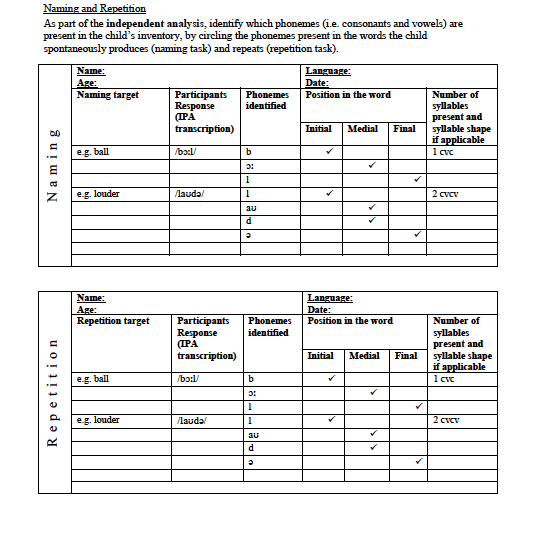 Naming and Repetition
As part of the independent analysis, identify which phonemes (i.e. consonants and vowels) are
present in the child's inventory, by circling the phonemes present in the words the child
spontaneously produces (naming task) and repeats (repetition task).
Naming
Name: Language:
Age: Date:
Naming target Participants Phonemes Position in the word Number of
Response identified syllables
(IPA present and
transcription) Initial Medial Final syllable shape
if applicable
e.g. ball /bɔ:l/ b ✓ 1 cvc
ɔ: ✓
l ✓
e.g. louder /laudə/ l ✓ 2 cvcv
au ✓
d ✓
ə ✓
Repetition
Name: Language:
Age: Date:
Repetition target Participants Phonemes Position in the word Number of
Response identified syllables
(IPA present and
transcription) Initial Medial Final syllable shape
if applicable
e.g. ball /bɔ:l/ b ✓ 1 cvc
ɔ: ✓
l ✓
e.g. louder /laudə/ l ✓ 2 cvcv
au ✓
d ✓
ə ✓